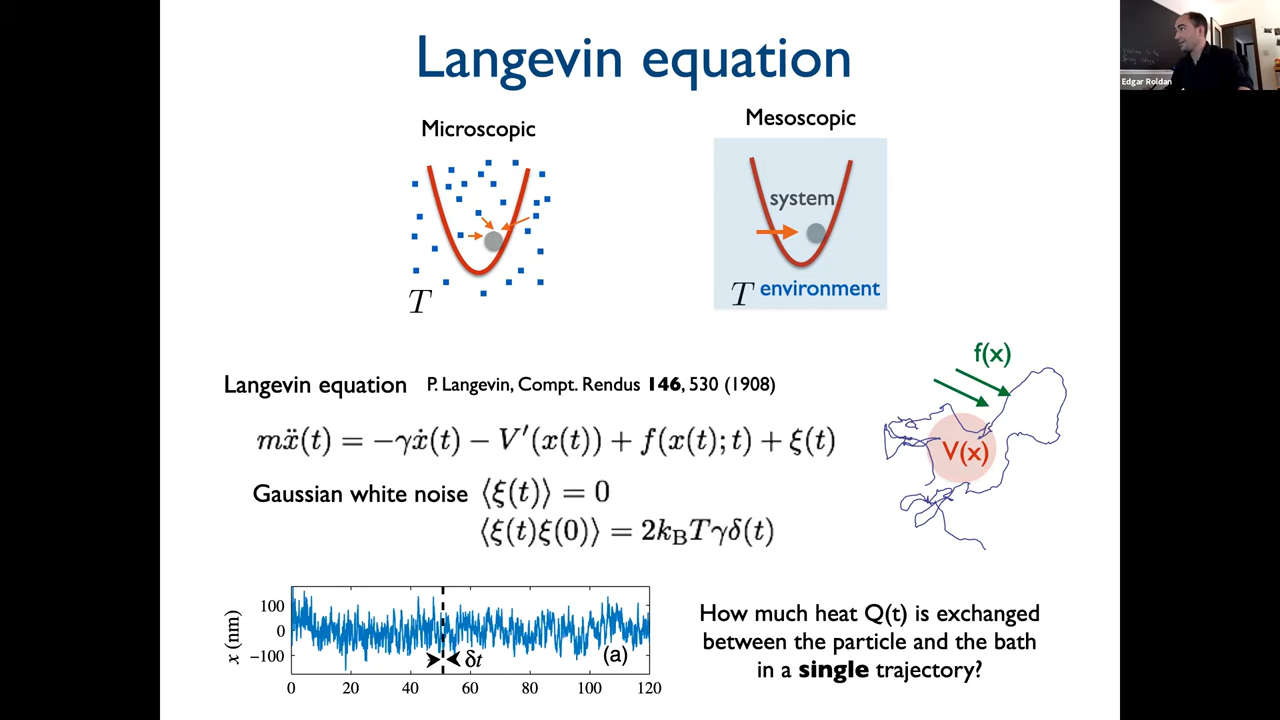 Langevin equation
Edgar Roldan
Microscopic
Mesoscopic
system
T
T environment
f(x)
Langevin equation P. Langevin, Compt. Rendus 146, 530 (1908)
mẍ(t) = −γẋ(t) − V′(x(t)) + f(x(t); t) + ξ(t)
V(x)
Gaussian white noise ⟨ξ(t)⟩ = 0
⟨ξ(t)ξ(0)⟩ = 2k_BTγδ(t)
x (nm)
100
0
−100
δt
(a)
0 20 40 60 80 100 120
How much heat Q(t) is exchanged
between the particle and the bath
in a single trajectory?